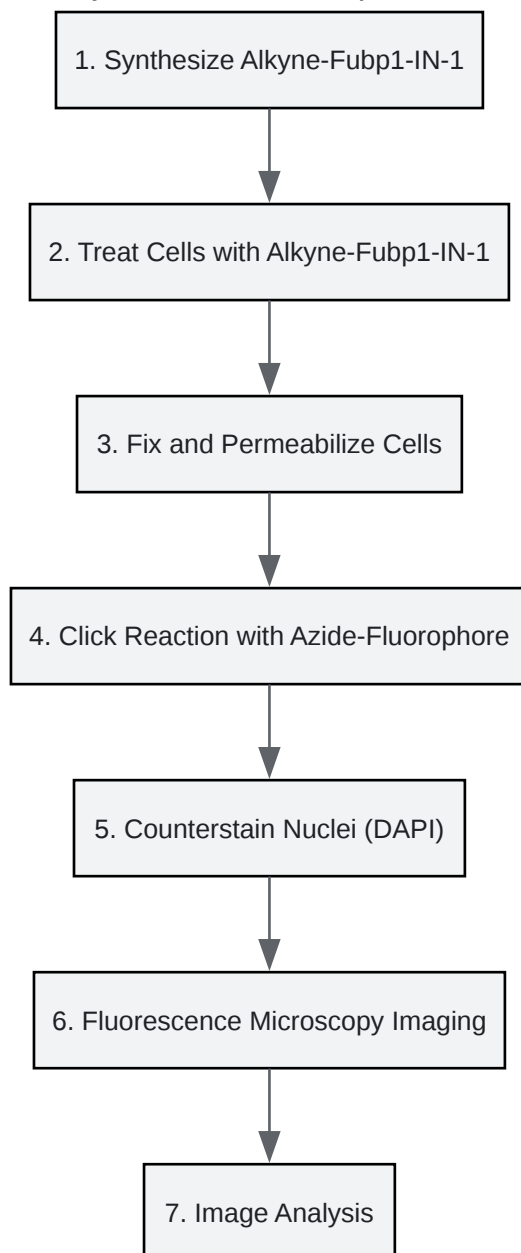 1. Synthesize Alkyne-Fubp1-IN-1
2. Treat Cells with Alkyne-Fubp1-IN-1
3. Fix and Permeabilize Cells
4. Click Reaction with Azide-Fluorophore
5. Counterstain Nuclei (DAPI)
6. Fluorescence Microscopy Imaging
7. Image Analysis